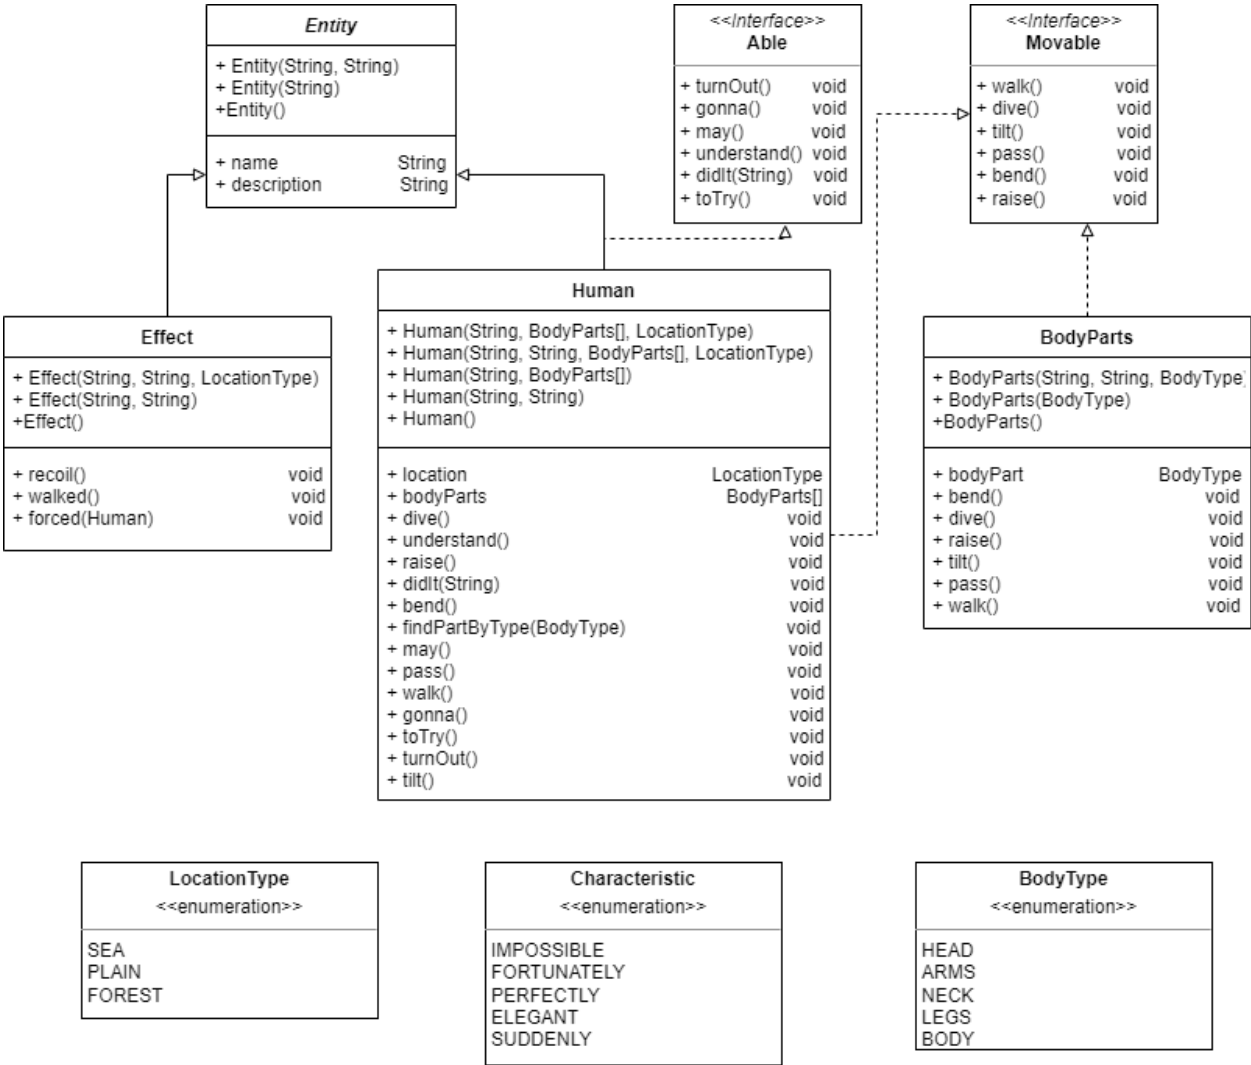 Entity
+ Entity(String, String)
+ Entity(String)
+Entity()
+ name String
+ description String
<<Interface>>
Able
+ turnOut() void
+ gonna() void
+ may() void
+ understand() void
+ didIt(String) void
+ toTry() void
<<Interface>>
Movable
+ walk() void
+ dive() void
+ tilt() void
+ pass() void
+ bend() void
+ raise() void
Effect
+ Effect(String, String, LocationType)
+ Effect(String, String)
+Effect()
+ recoil() void
+ walked() void
+ forced(Human) void
Human
+ Human(String, BodyParts[], LocationType)
+ Human(String, String, BodyParts[], LocationType)
+ Human(String, BodyParts[])
+ Human(String, String)
+ Human()
+ location LocationType
+ bodyParts BodyParts[]
+ dive() void
+ understand() void
+ raise() void
+ didIt(String) void
+ bend() void
+ findPartByType(BodyType) void
+ may() void
+ pass() void
+ walk() void
+ gonna() void
+ toTry() void
+ turnOut() void
+ tilt() void
BodyParts
+ BodyParts(String, String, BodyType)
+ BodyParts(BodyType)
+BodyParts()
+ bodyPart BodyType
+ bend() void
+ dive() void
+ raise() void
+ tilt() void
+ pass() void
+ walk() void
LocationType
<<enumeration>>
SEA
PLAIN
FOREST
Characteristic
<<enumeration>>
IMPOSSIBLE
FORTUNATELY
PERFECTLY
ELEGANT
SUDDENLY
BodyType
<<enumeration>>
HEAD
ARMS
NECK
LEGS
BODY